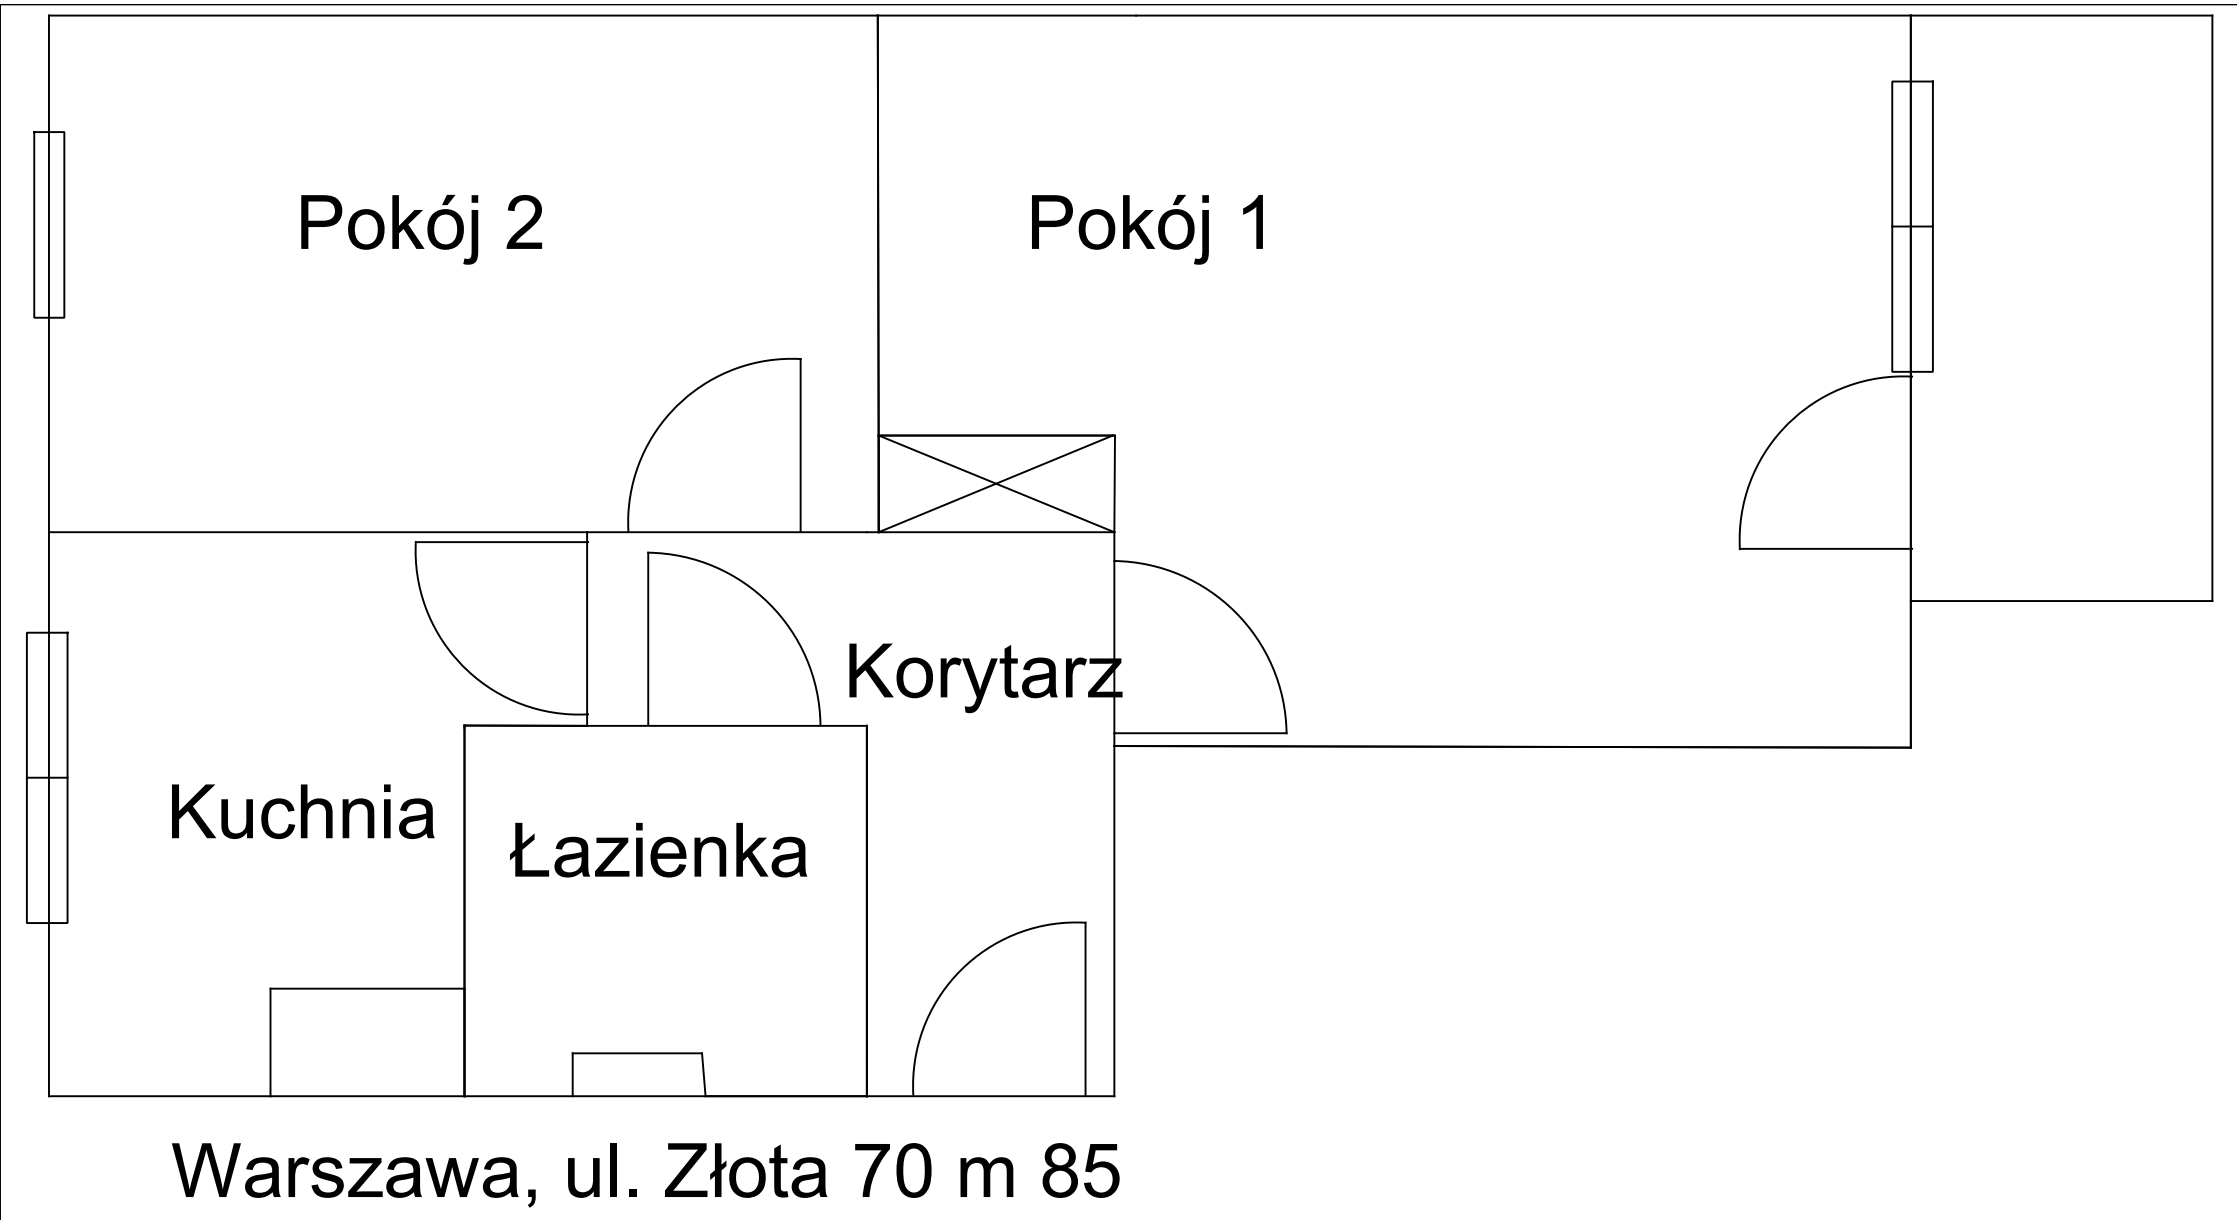 Pokój 2
Pokój 1
Korytarz
Kuchnia
Łazienka
Warszawa, ul. Złota 70 m 85